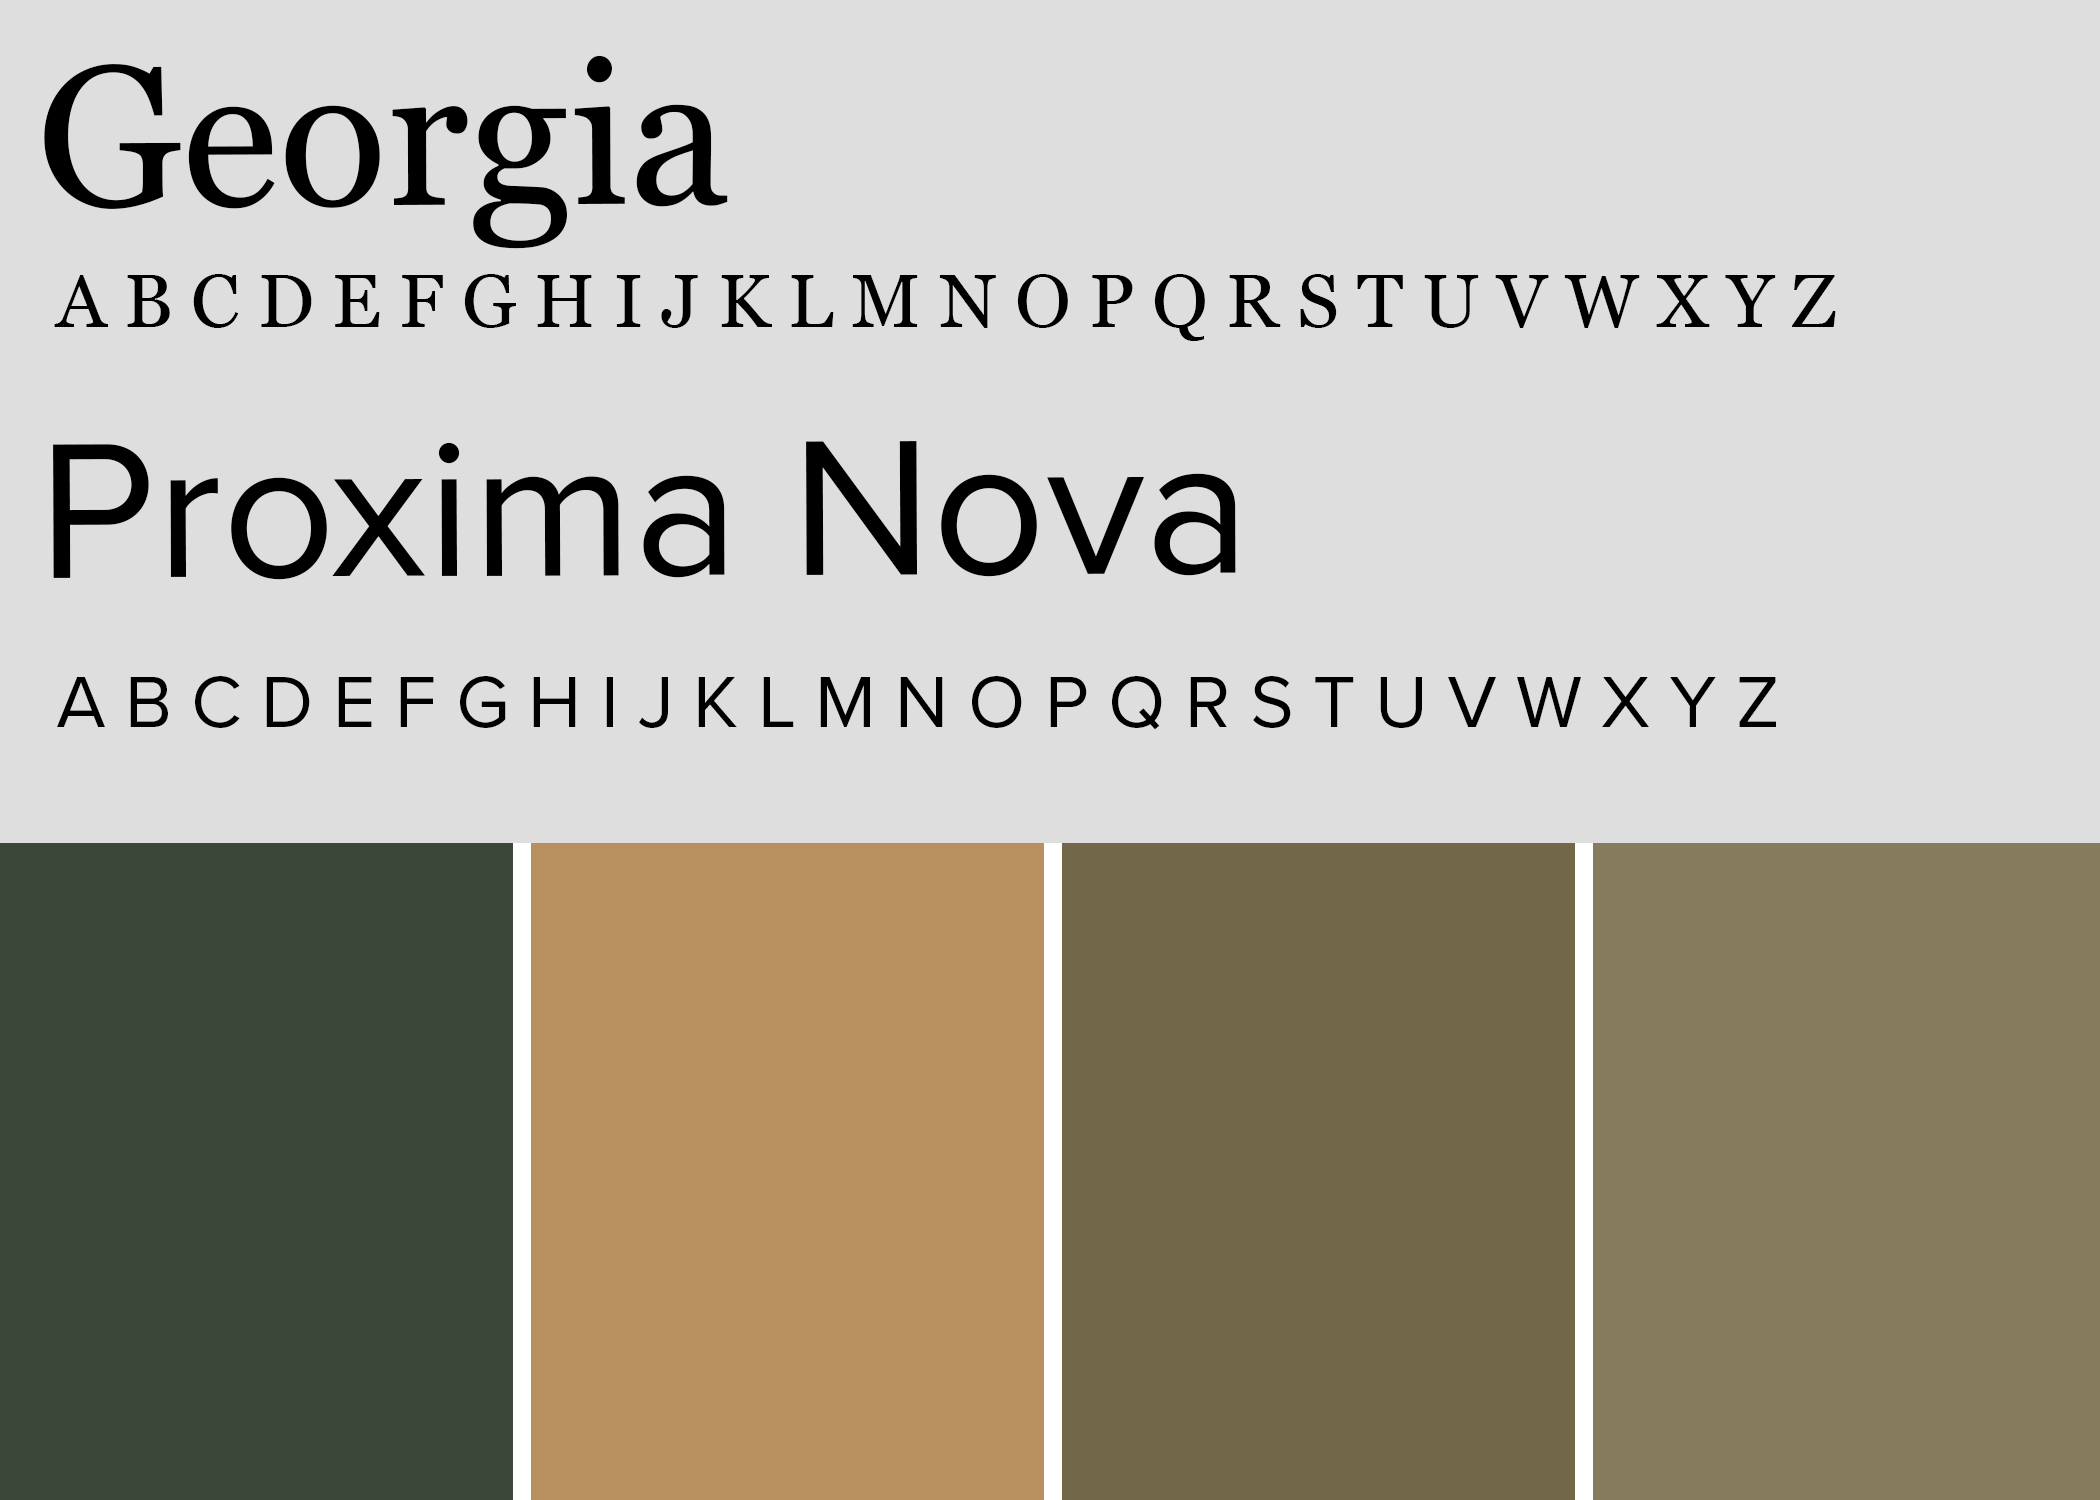 Georgia
A B C D E F G H I J K L M N O P Q R S T U V W X Y Z
Proxima Nova
A B C D E F G H I J K L M N O P Q R S T U V W X Y Z